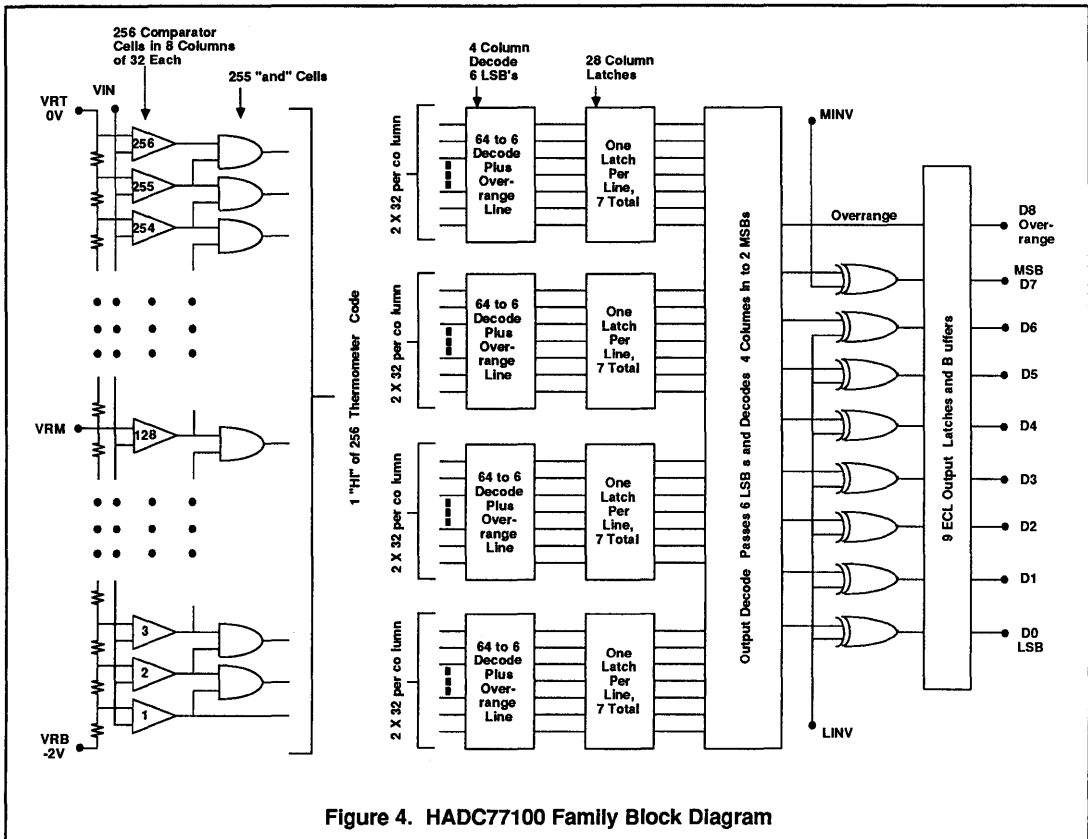 256 Comparator
Cells in 8 Columns
of 32 Each
255 "and" Cells
VRT
0V
VIN
256
255
254
VRM
128
3
2
1
VRB
-2V
1 "HI" of 256 Thermometer Code
4 Column
Decode
6 LSB's
28 Column
Latches
2 X 32 per co lumn
64 to 6
Decode
Plus
Over-
range
Line
One
Latch
Per
Line,
7 Total
2 X 32 per co lumn
64 to 6
Decode
Plus
Over-
range
Line
One
Latch
Per
Line,
7 Total
2 X 32 per co lumn
64 to 6
Decode
Plus
Over-
range
Line
One
Latch
Per
Line,
7 Total
2 X 32 per co lumn
64 to 6
Decode
Plus
Over-
range
Line
One
Latch
Per
Line,
7 Total
Output Decode Passes 6 LSB s and Decodes 4 Columes In to 2 MSBs
MINV
Overrange
LINV
9 ECL Output Latches and B uffers
D8
Over-
range
MSB
D7
D6
D5
D4
D3
D2
D1
D0
LSB
Figure 4. HADC77100 Family Block Diagram